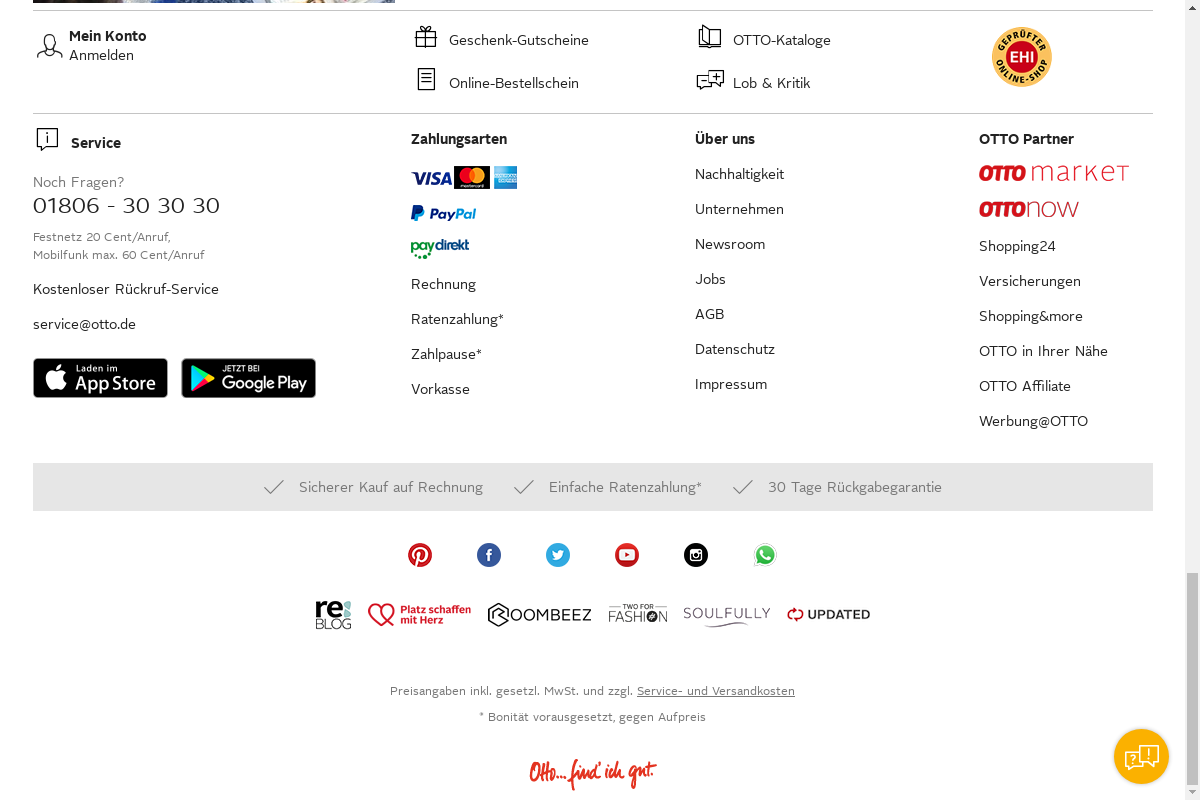 Mein Konto
Anmelden
Geschenk-Gutscheine
Online-Bestellschein
OTTO-Kataloge
Lob & Kritik
GEPRÜFTER
EHI
ONLINE-SHOP
Service
Noch Fragen?
01806 - 30 30 30
Festnetz 20 Cent/Anruf,
Mobilfunk max. 60 Cent/Anruf
Kostenloser Rückruf-Service
service@otto.de
Laden im
App Store
JETZT BEI
Google Play
Zahlungsarten
VISA
mastercard
AMERICAN EXPRESS
PayPal
paydirekt
Rechnung
Ratenzahlung*
Zahlpause*
Vorkasse
Über uns
Nachhaltigkeit
Unternehmen
Newsroom
Jobs
AGB
Datenschutz
Impressum
OTTO Partner
OTTO market
OTTO now
Shopping24
Versicherungen
Shopping&more
OTTO in Ihrer Nähe
OTTO Affiliate
Werbung@OTTO
Sicherer Kauf auf Rechnung
Einfache Ratenzahlung*
30 Tage Rückgabegarantie
re:
BLOG
Platz schaffen
mit Herz
ROOMBEEZ
TWO FOR
FASHION
SOULFULLY
UPDATED
Preisangaben inkl. gesetzl. MwSt. und zzgl. Service- und Versandkosten
* Bonität vorausgesetzt, gegen Aufpreis
Otto... find' ich gut.